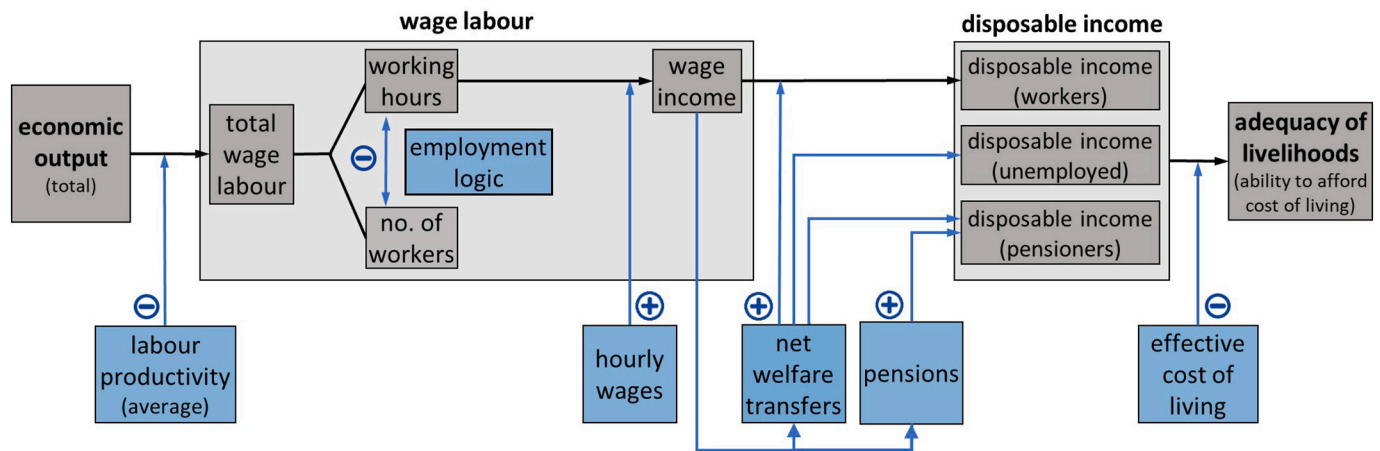 wage labour
disposable income
economic
output
(total)
total
wage
labour
working
hours
employment
logic
no. of
workers
wage
income
disposable income
(workers)
disposable income
(unemployed)
disposable income
(pensioners)
adequacy of
livelihoods
(ability to afford
cost of living)
labour
productivity
(average)
hourly
wages
net
welfare
transfers
pensions
effective
cost of
living